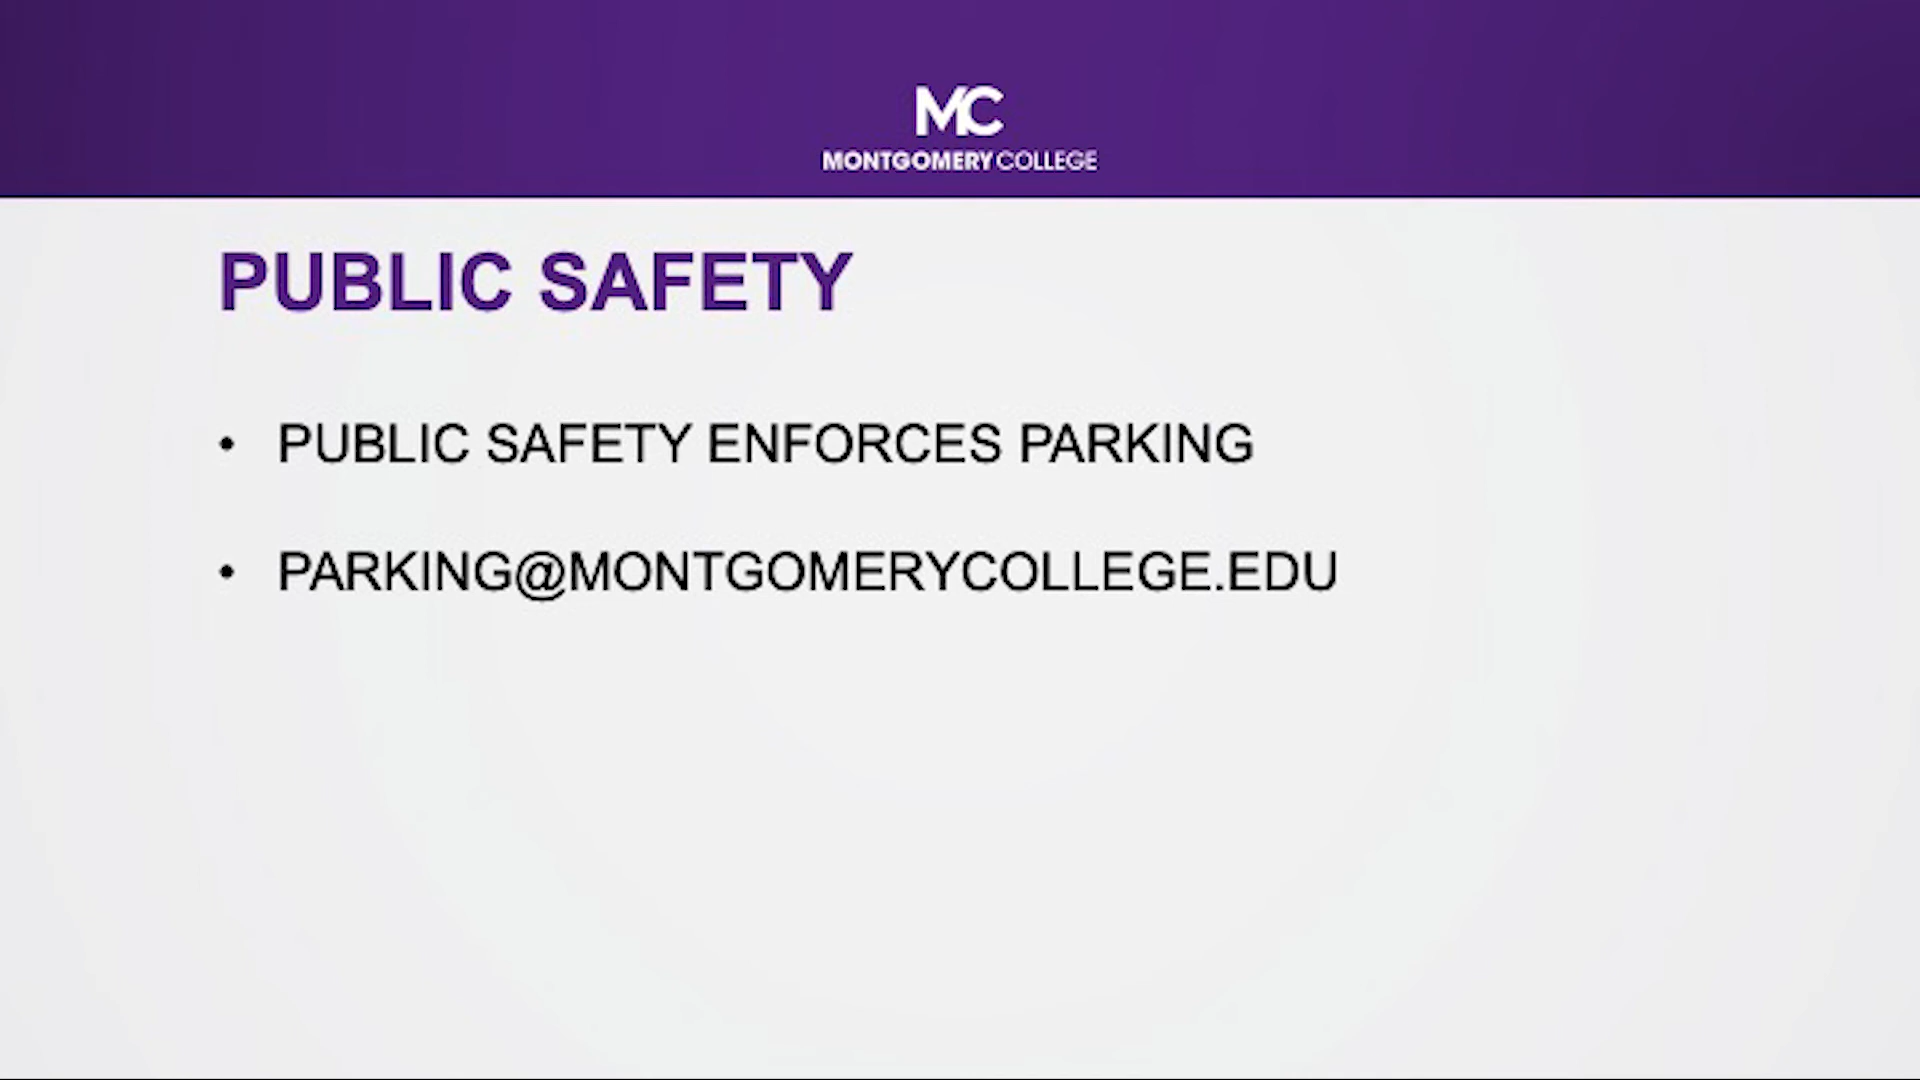 MC
MONTGOMERY COLLEGE
PUBLIC SAFETY
• PUBLIC SAFETY ENFORCES PARKING
• PARKING@MONTGOMERYCOLLEGE.EDU